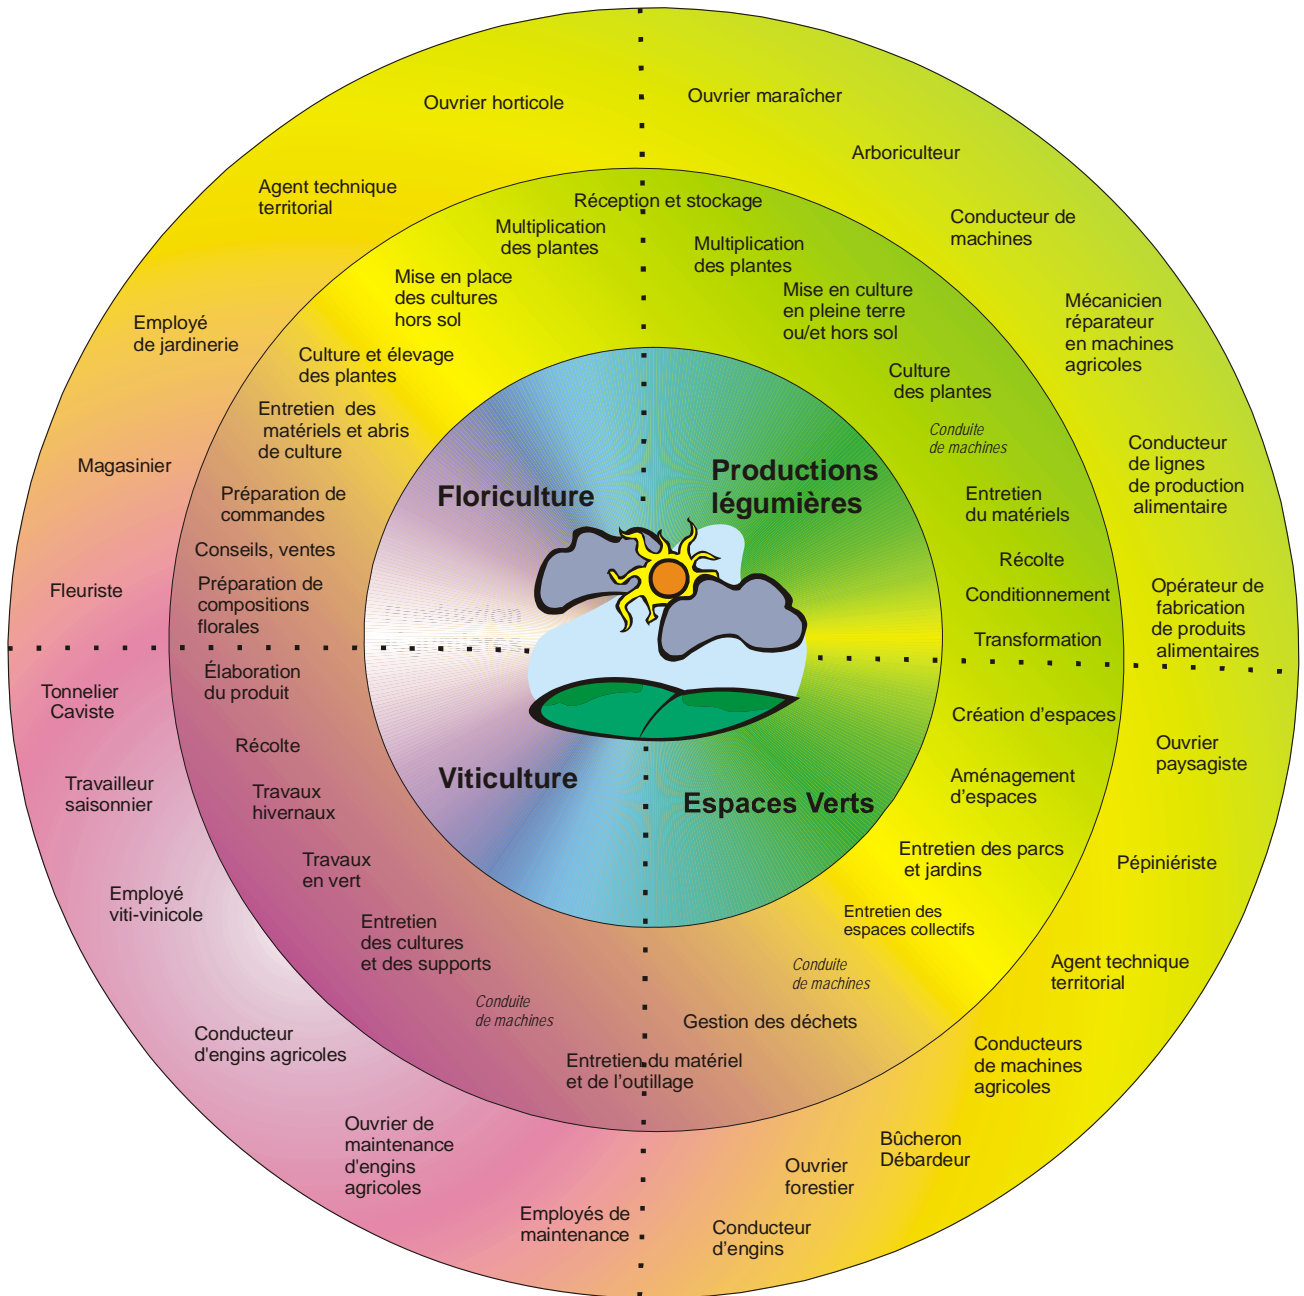 Ouvrier horticole
Agent technique
territorial
Employé
de jardinerie
Magasinier
Fleuriste
Ouvrier maraîcher
Arboriculteur
Conducteur de
machines
Mécanicien
réparateur
en machines
agricoles
Conducteur
de lignes
de production
alimentaire
Opérateur de
fabrication
de produits
alimentaires
Réception et stockage
Multiplication
des plantes
Mise en place
des cultures
hors sol
Culture et élevage
des plantes
Entretien des
matériels et abris
de culture
Préparation de
commandes
Conseils, ventes
Préparation de
compositions
florales
Multiplication
des plantes
Mise en culture
en pleine terre
ou/et hors sol
Culture
des plantes
Conduite
de machines
Entretien
du matériels
Récolte
Conditionnement
Transformation
Floriculture
Productions
légumières
Viticulture
Espaces Verts
Élaboration
du produit
Récolte
Travaux
hivernaux
Travaux
en vert
Entretien
des cultures
et des supports
Conduite
de machines
Entretien du matériel
et de l'outillage
Création d'espaces
Aménagement
d'espaces
Entretien des parcs
et jardins
Entretien des
espaces collectifs
Conduite
de machines
Gestion des déchets
Tonnelier
Caviste
Travailleur
saisonnier
Employé
viti-vinicole
Conducteur
d'engins agricoles
Ouvrier de
maintenance
d'engins
agricoles
Employés de
maintenance
Ouvrier
paysagiste
Pépiniériste
Agent technique
territorial
Conducteurs
de machines
agricoles
Bûcheron
Débardeur
Ouvrier
forestier
Conducteur
d'engins